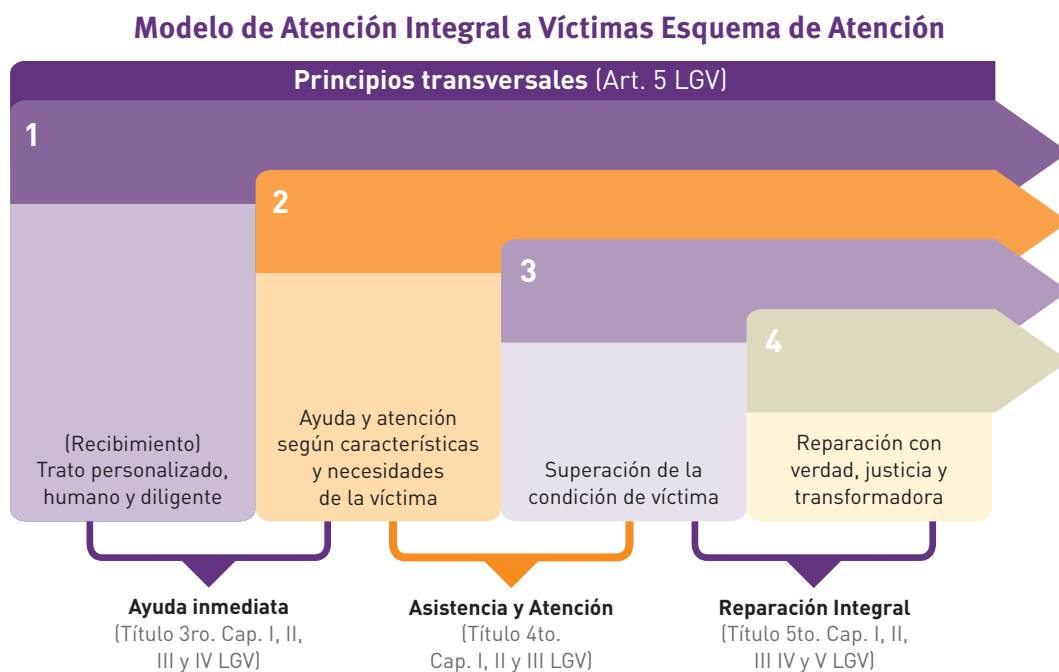 Modelo de Atención Integral a Víctimas Esquema de Atención
Principios transversales (Art. 5 LGV)
1
2
3
4
(Recibimiento)
Trato personalizado,
humano y diligente
Ayuda y atención
según características
y necesidades
de la víctima
Superación de la
condición de víctima
Reparación con
verdad, justicia y
transformadora
Ayuda inmediata
(Título 3ro. Cap. I, II,
III y IV LGV)
Asistencia y Atención
(Título 4to.
Cap. I, II y III LGV)
Reparación Integral
(Título 5to. Cap. I, II,
III IV y V LGV)